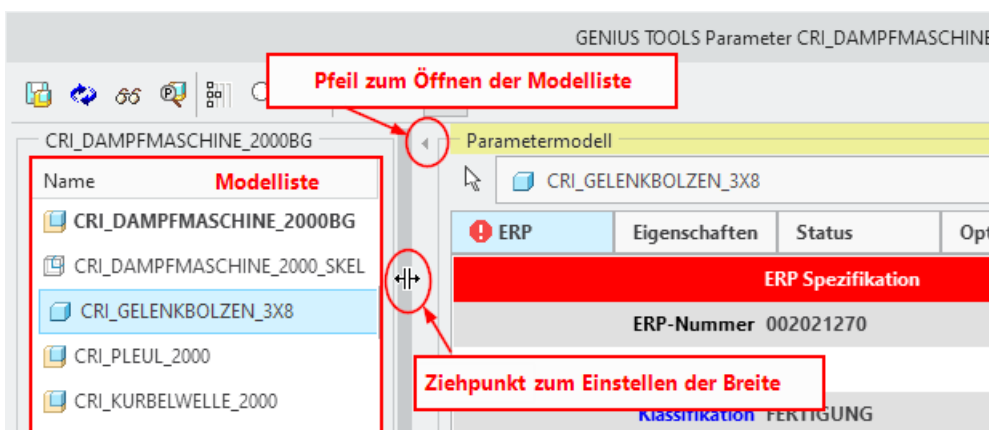 GENIUS TOOLS Parameter CRI_DAMPFMASCHINE
Pfeil zum Öffnen der Modelliste
CRI_DAMPFMASCHINE_2000BG
Parametermodell
Name
Modelliste
CRI_GELENKBOLZEN_3X8
CRI_DAMPFMASCHINE_2000BG
ERP
Eigenschaften
Status
Opt
CRI_DAMPFMASCHINE_2000_SKEL
ERP Spezifikation
CRI_GELENKBOLZEN_3X8
ERP-Nummer 002021270
CRI_PLEUL_2000
Ziehpunkt zum Einstellen der Breite
CRI_KURBELWELLE_2000
Klassifikation FERTIGUNG